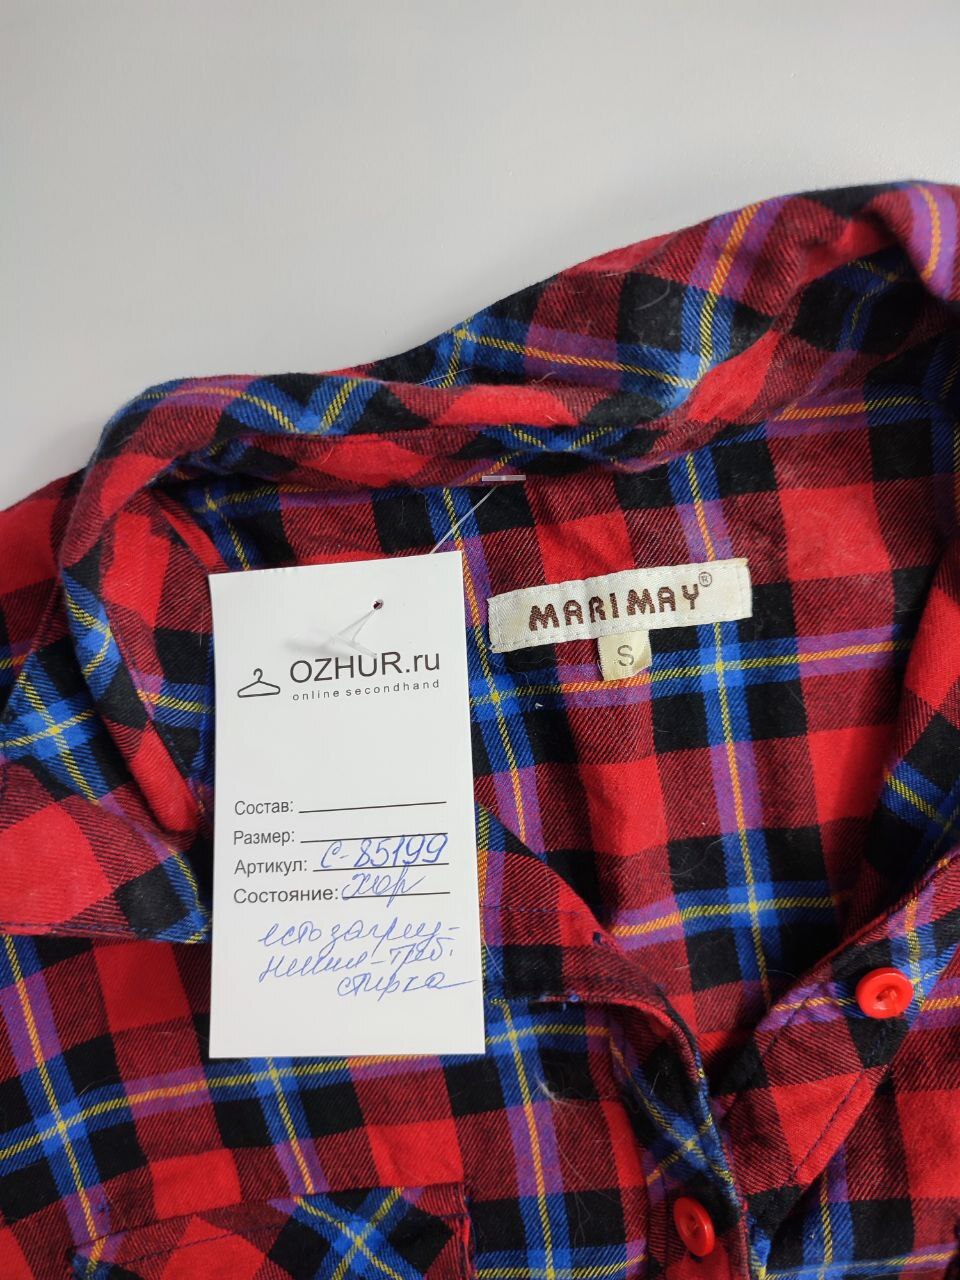 OZHUR.ru
online secondhand
Состав:
Размер:
Артикул: С-85199
Состояние: хор
есть загряз-
нения-треб.
стирка
MARIMAY®
S